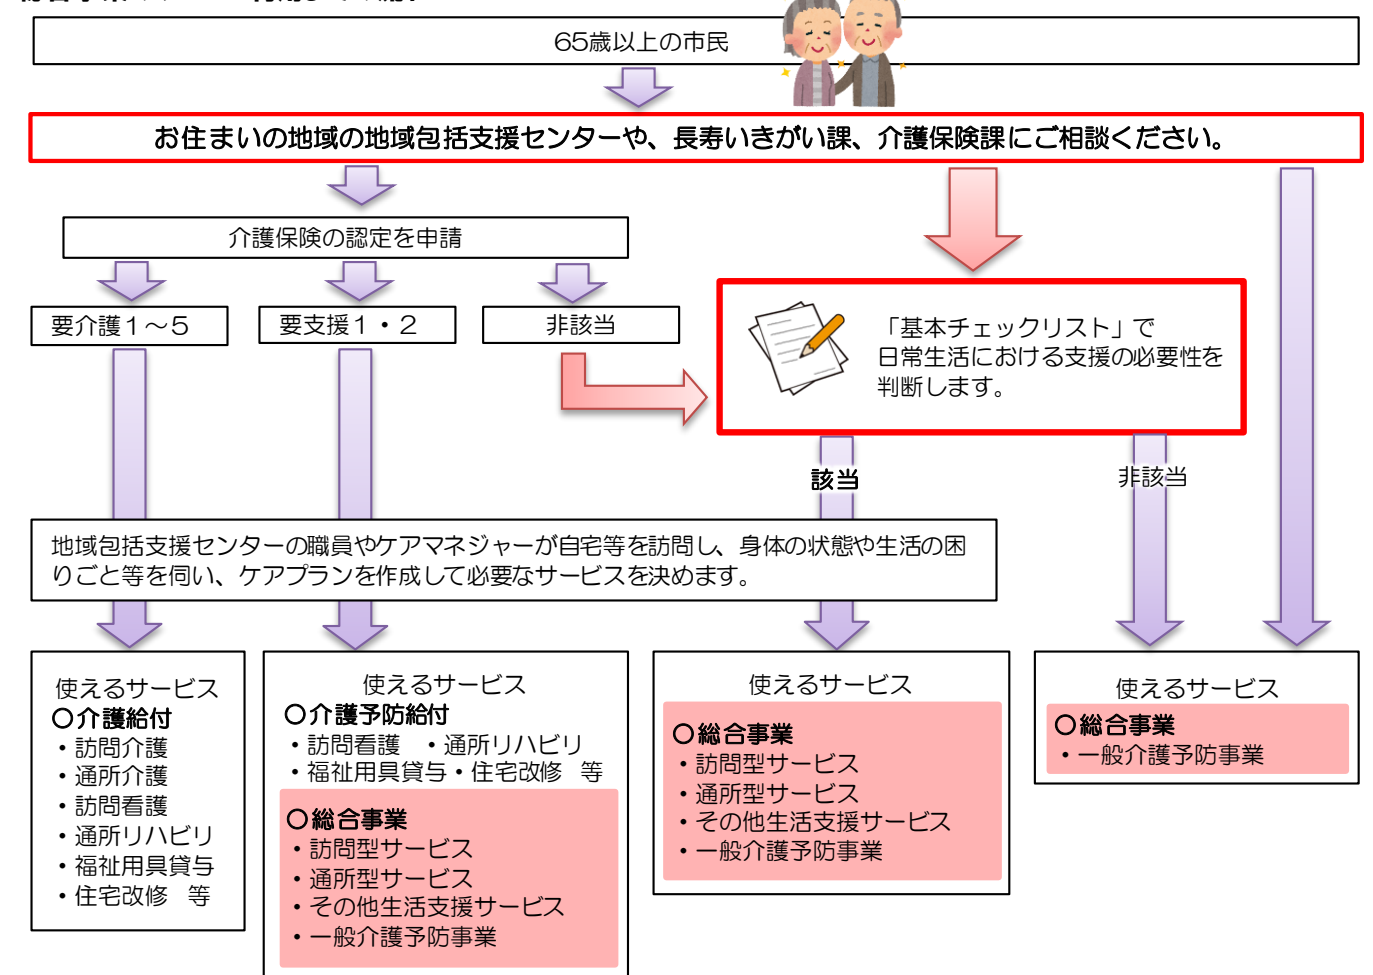 65歳以上の市民
お住まいの地域の地域包括支援センターや、長寿いきがい課、介護保険課にご相談ください。
介護保険の認定を申請
要介護１～５
要支援１・２
非該当
「基本チェックリスト」で
日常生活における支援の必要性を
判断します。
該当
非該当
地域包括支援センターの職員やケアマネジャーが自宅等を訪問し、身体の状態や生活の困
りごと等を伺い、ケアプランを作成して必要なサービスを決めます。
使えるサービス
〇介護給付
・訪問介護
・通所介護
・訪問看護
・通所リハビリ
・福祉用具貸与
・住宅改修　等
使えるサービス
〇介護予防給付
・訪問看護　・通所リハビリ
・福祉用具貸与・住宅改修　等
〇総合事業
・訪問型サービス
・通所型サービス
・その他生活支援サービス
・一般介護予防事業
使えるサービス
〇総合事業
・訪問型サービス
・通所型サービス
・その他生活支援サービス
・一般介護予防事業
使えるサービス
〇総合事業
・一般介護予防事業